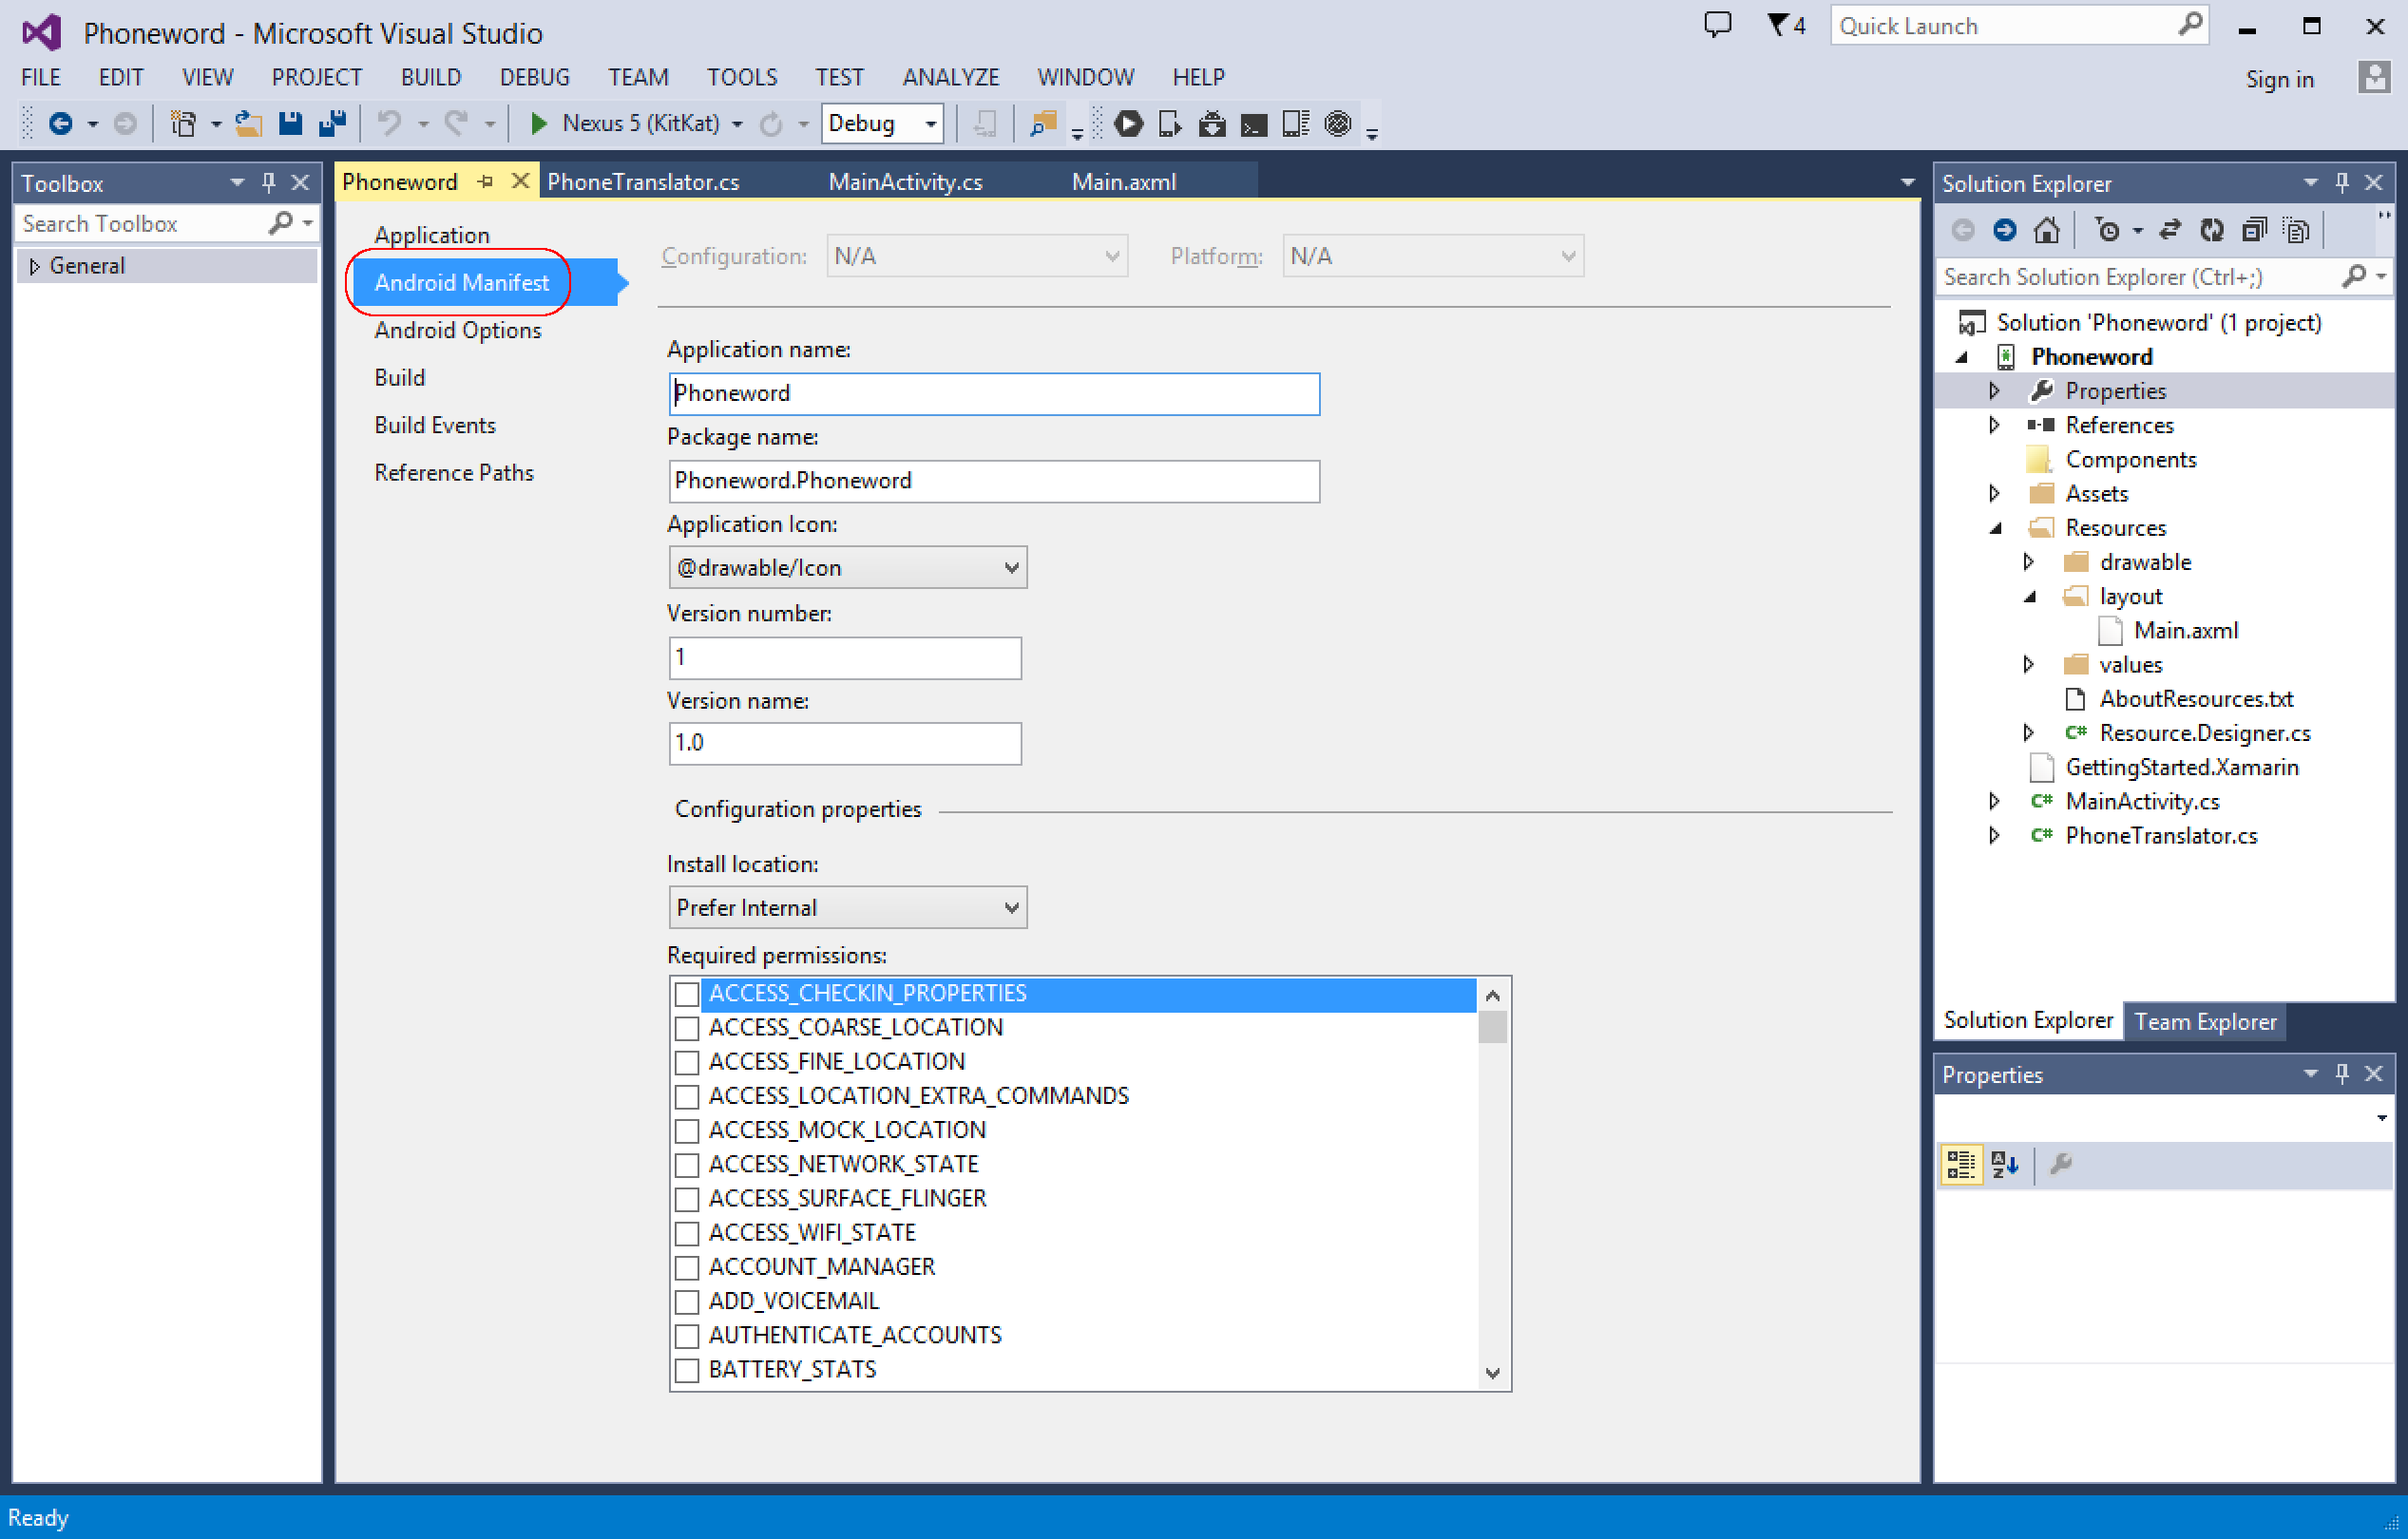 Phoneword - Microsoft Visual Studio
4
Quick Launch
FILE EDIT VIEW PROJECT BUILD DEBUG TEAM TOOLS TEST ANALYZE WINDOW HELP
Sign in
Nexus 5 (KitKat)
Debug
Toolbox
Search Toolbox
General
Phoneword PhoneTranslator.cs MainActivity.cs Main.axml
Application
Android Manifest
Android Options
Build
Build Events
Reference Paths
Configuration: N/A Platform: N/A
Application name:
Phoneword
Package name:
Phoneword.Phoneword
Application Icon:
@drawable/Icon
Version number:
1
Version name:
1.0
Configuration properties
Install location:
Prefer Internal
Required permissions:
ACCESS_CHECKIN_PROPERTIES
ACCESS_COARSE_LOCATION
ACCESS_FINE_LOCATION
ACCESS_LOCATION_EXTRA_COMMANDS
ACCESS_MOCK_LOCATION
ACCESS_NETWORK_STATE
ACCESS_SURFACE_FLINGER
ACCESS_WIFI_STATE
ACCOUNT_MANAGER
ADD_VOICEMAIL
AUTHENTICATE_ACCOUNTS
BATTERY_STATS
Solution Explorer
Search Solution Explorer (Ctrl+;)
Solution 'Phoneword' (1 project)
Phoneword
Properties
References
Components
Assets
Resources
drawable
layout
Main.axml
values
AboutResources.txt
C# Resource.Designer.cs
GettingStarted.Xamarin
C# MainActivity.cs
C# PhoneTranslator.cs
Solution Explorer Team Explorer
Properties
Ready